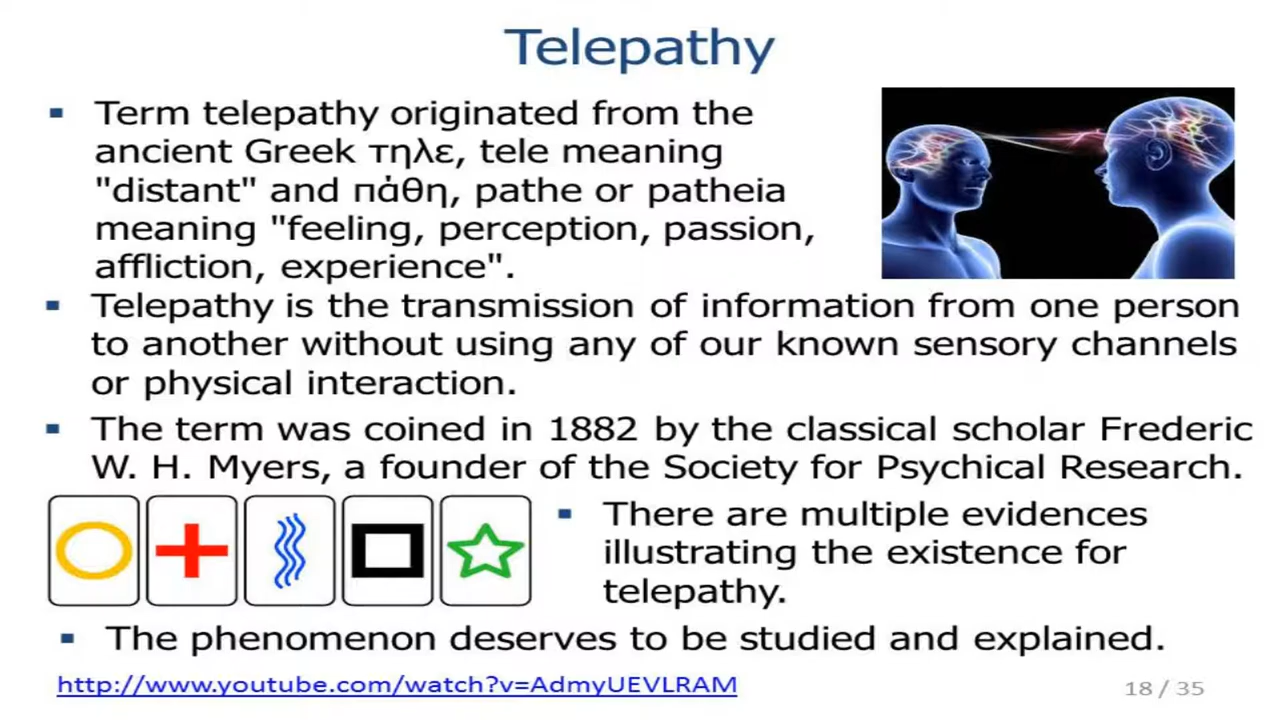 Telepathy
▪ Term telepathy originated from the
ancient Greek τηλε, tele meaning
"distant" and πάθη, pathe or patheia
meaning "feeling, perception, passion,
affliction, experience".
▪ Telepathy is the transmission of information from one person
to another without using any of our known sensory channels
or physical interaction.
▪ The term was coined in 1882 by the classical scholar Frederic
W. H. Myers, a founder of the Society for Psychical Research.
▪ There are multiple evidences
illustrating the existence for
telepathy.
▪ The phenomenon deserves to be studied and explained.
http://www.youtube.com/watch?v=AdmyUEVLRAM
18 / 35